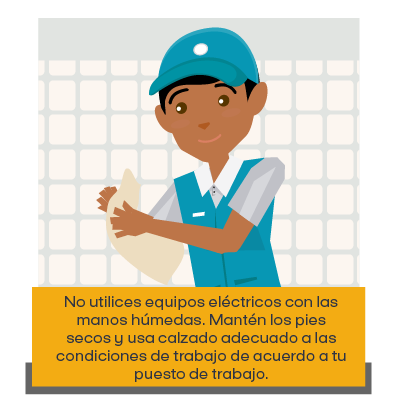 No utilices equipos eléctricos con las
manos húmedas. Mantén los pies
secos y usa calzado adecuado a las
condiciones de trabajo de acuerdo a tu
puesto de trabajo.